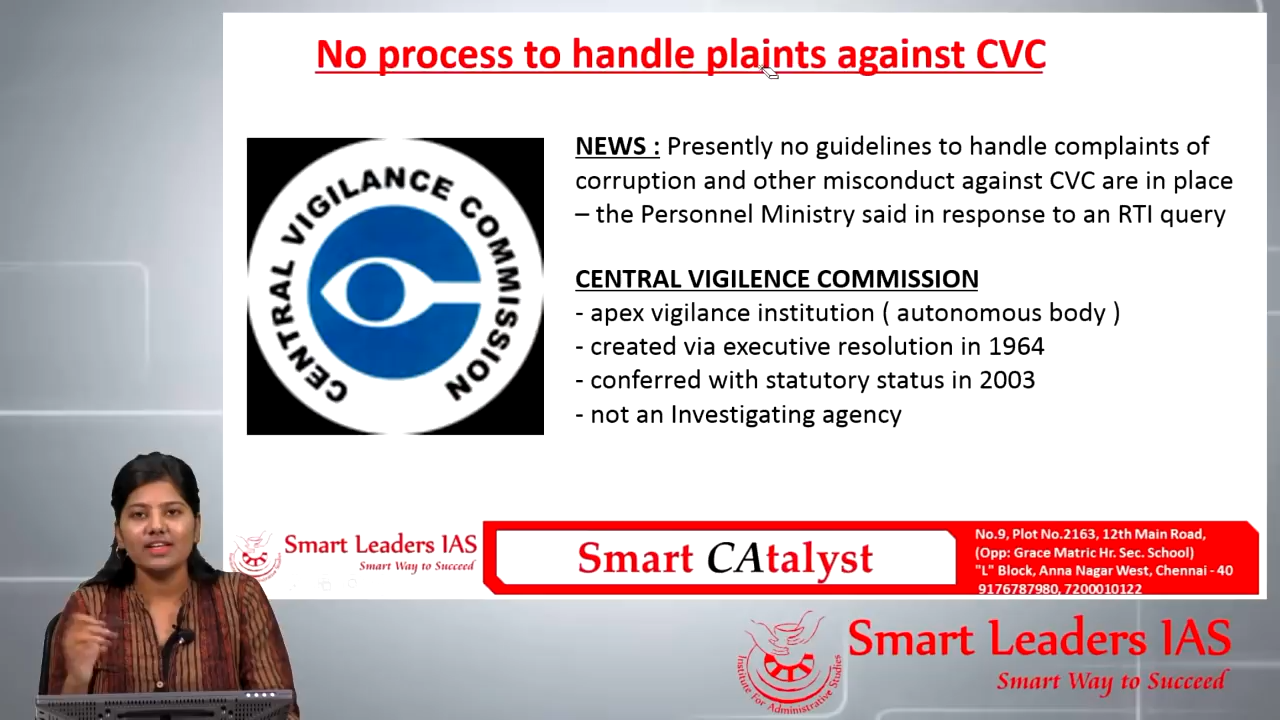 No process to handle plaints against CVC
CENTRAL VIGILANCE COMMISSION
NEWS : Presently no guidelines to handle complaints of
corruption and other misconduct against CVC are in place
– the Personnel Ministry said in response to an RTI query
CENTRAL VIGILENCE COMMISSION
- apex vigilance institution ( autonomous body )
- created via executive resolution in 1964
- conferred with statutory status in 2003
- not an Investigating agency
Smart Leaders IAS
Smart Way to Succeed
Smart CAtalyst
No.9, Plot No.2163, 12th Main Road,
(Opp: Grace Matric Hr. Sec. School)
"L" Block, Anna Nagar West, Chennai - 40
9176787980, 7200010122
Institute For Administrative Studies
Smart Leaders IAS
Smart Way to Succeed